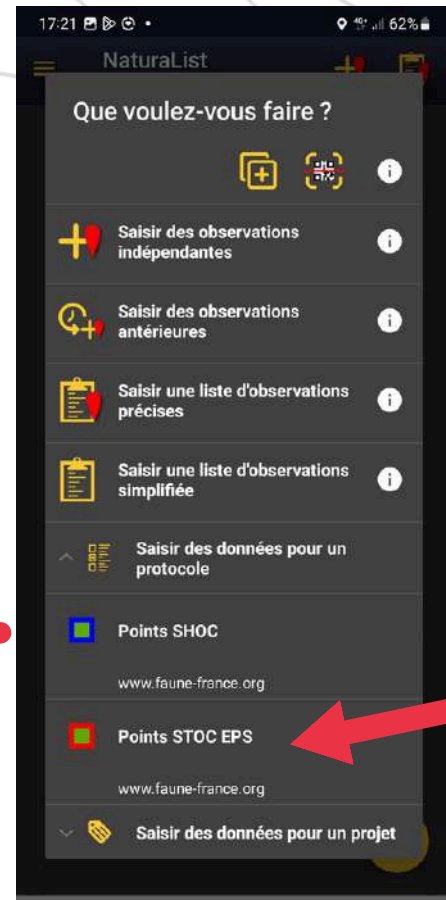 17:21 62%
NaturaList
Que voulez-vous faire ?
Saisir des observations
indépendantes
Saisir des observations
antérieures
Saisir une liste d'observations
précises
Saisir une liste d'observations
simplifiée
Saisir des données pour un
protocole
Points SHOC
www.faune-france.org
Points STOC EPS
www.faune-france.org
Saisir des données pour un projet